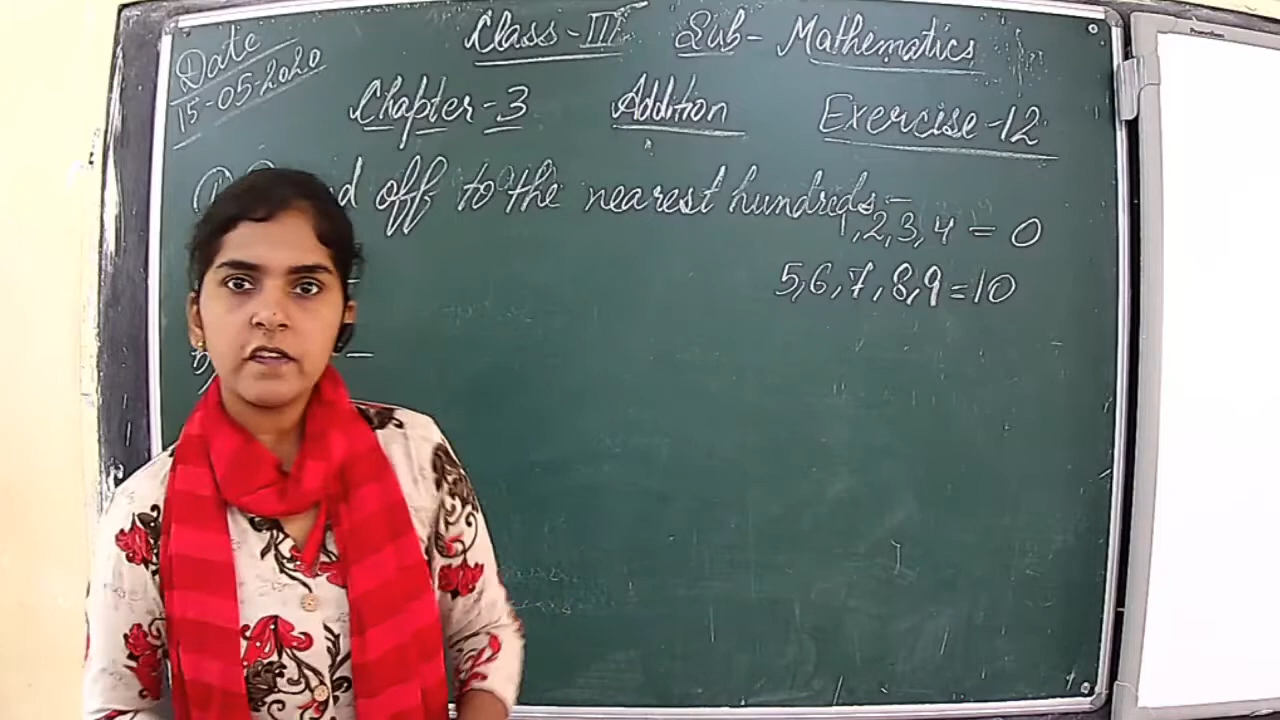 Date
15-05-2020
Class-III Sub- Mathematics
Chapter-3 Addition Exercise-12
off to the nearest hundreds-
1,2,3,4 = 0
5,6,7,8,9=10
b)